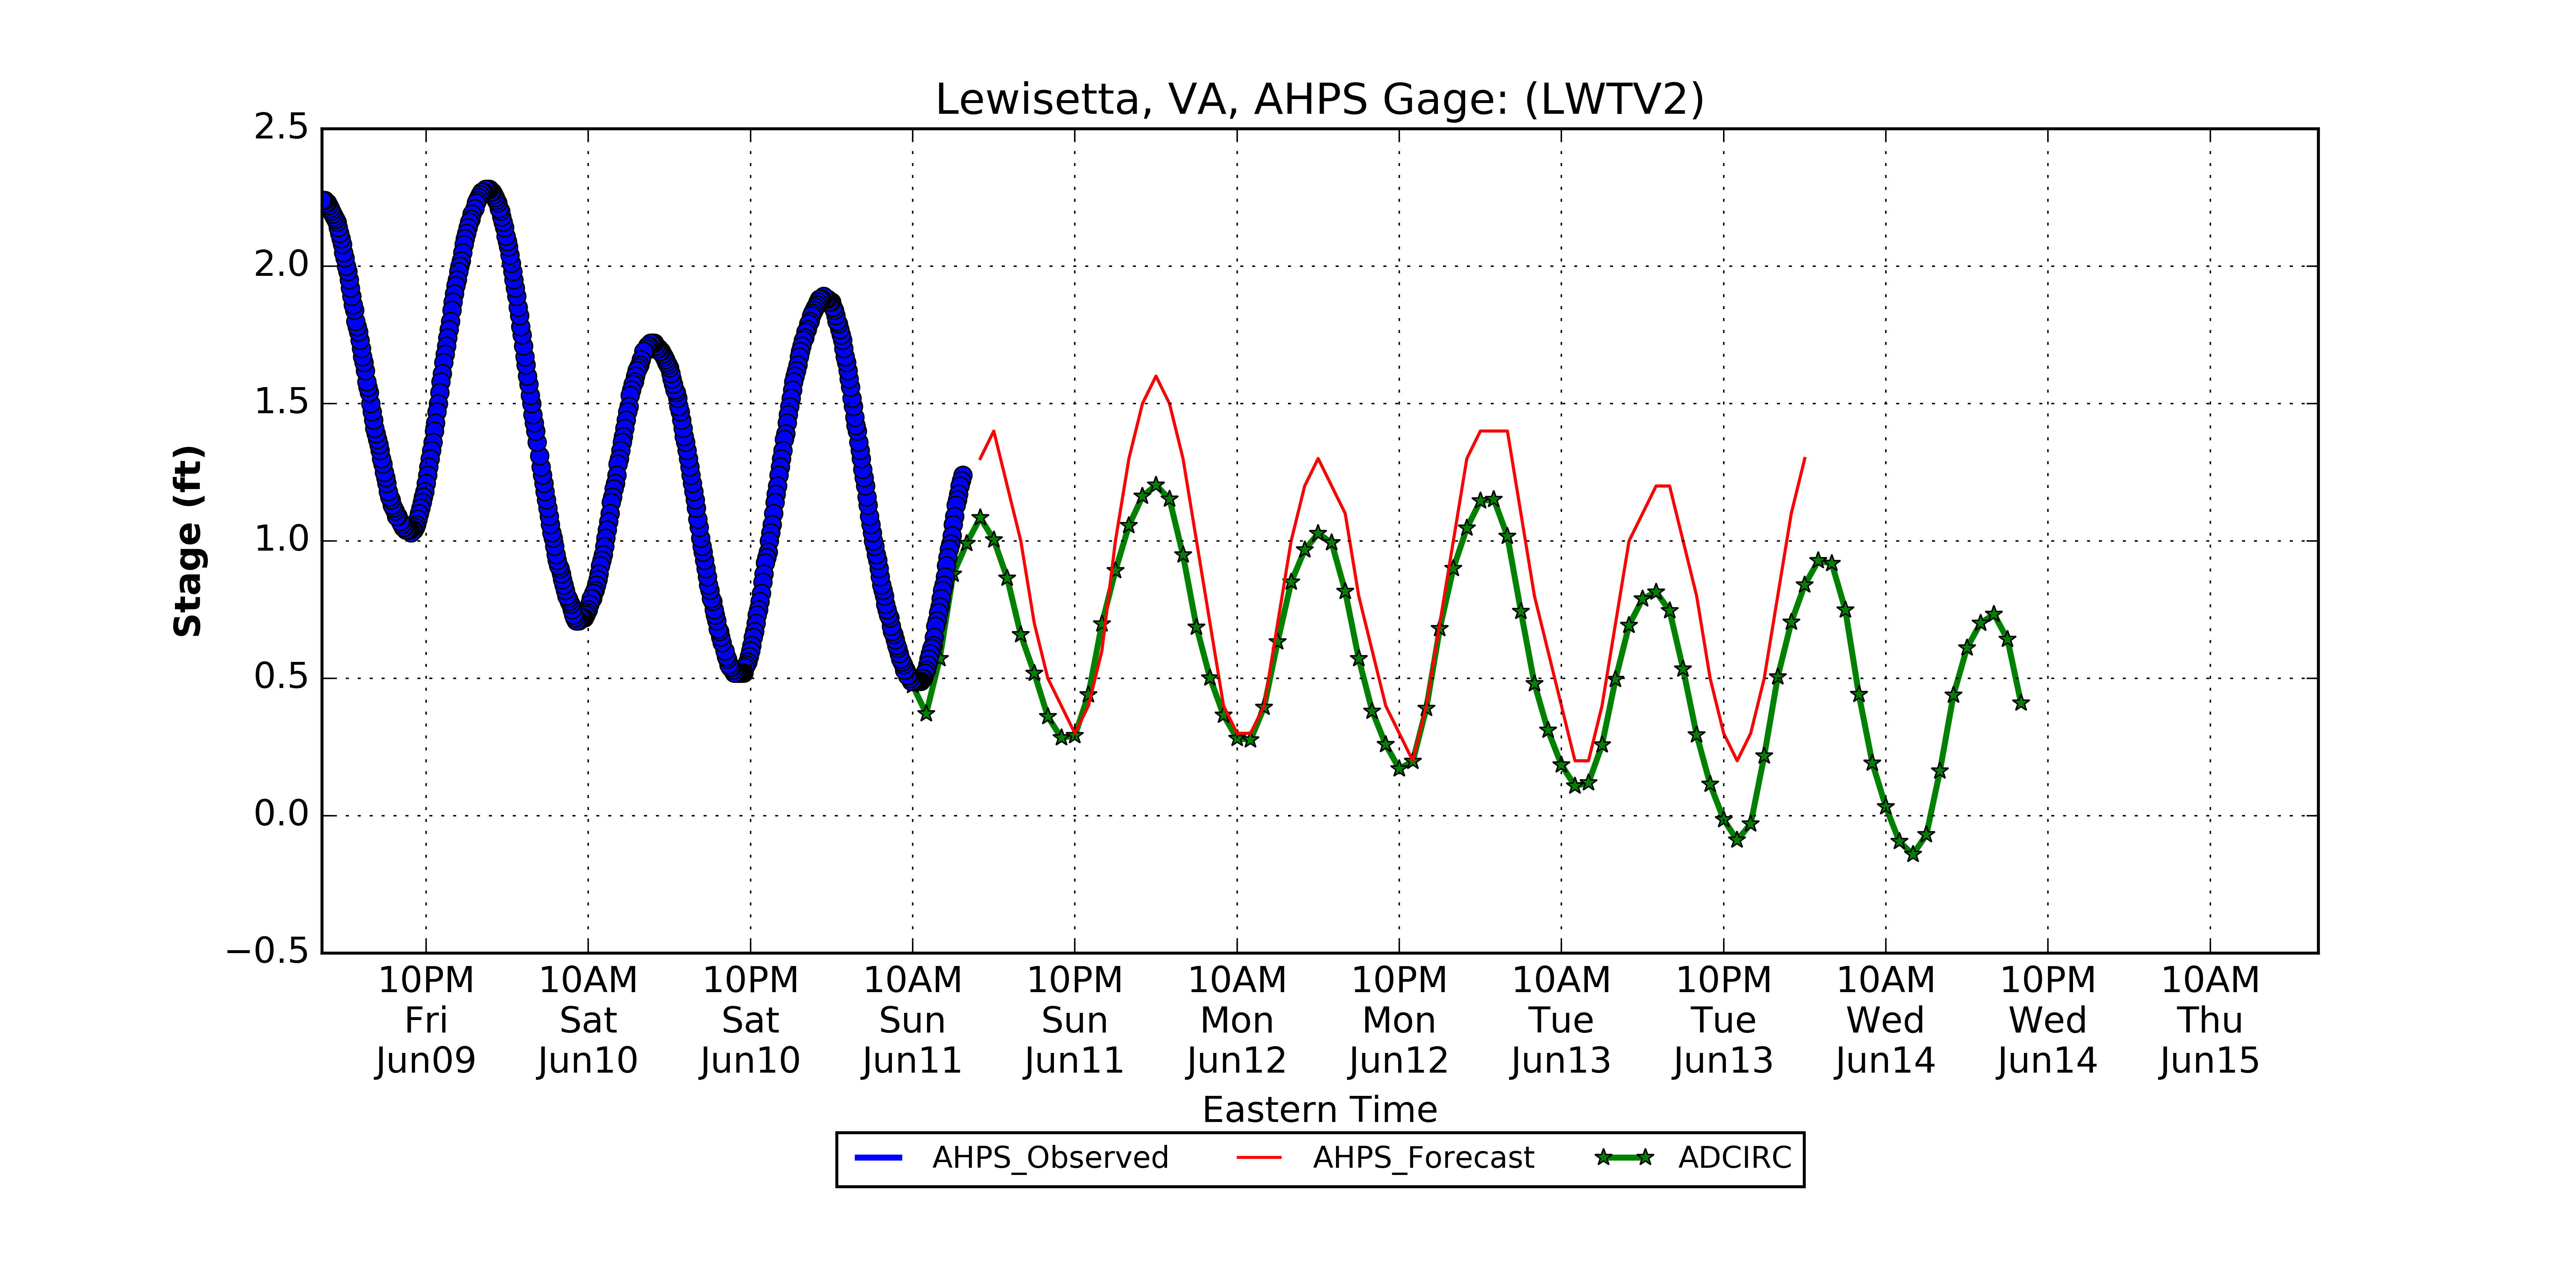 Lewisetta, VA, AHPS Gage: (LWTV2)
2.5
2.0
1.5
1.0
0.5
0.0
−0.5
Stage (ft)
10PM 10AM 10PM 10AM 10PM 10AM 10PM 10AM 10PM 10AM 10PM 10AM
Fri Sat Sat Sun Sun Mon Mon Tue Tue Wed Wed Thu
Jun09 Jun10 Jun10 Jun11 Jun11 Jun12 Jun12 Jun13 Jun13 Jun14 Jun14 Jun15
Eastern Time
AHPS_Observed AHPS_Forecast ADCIRC